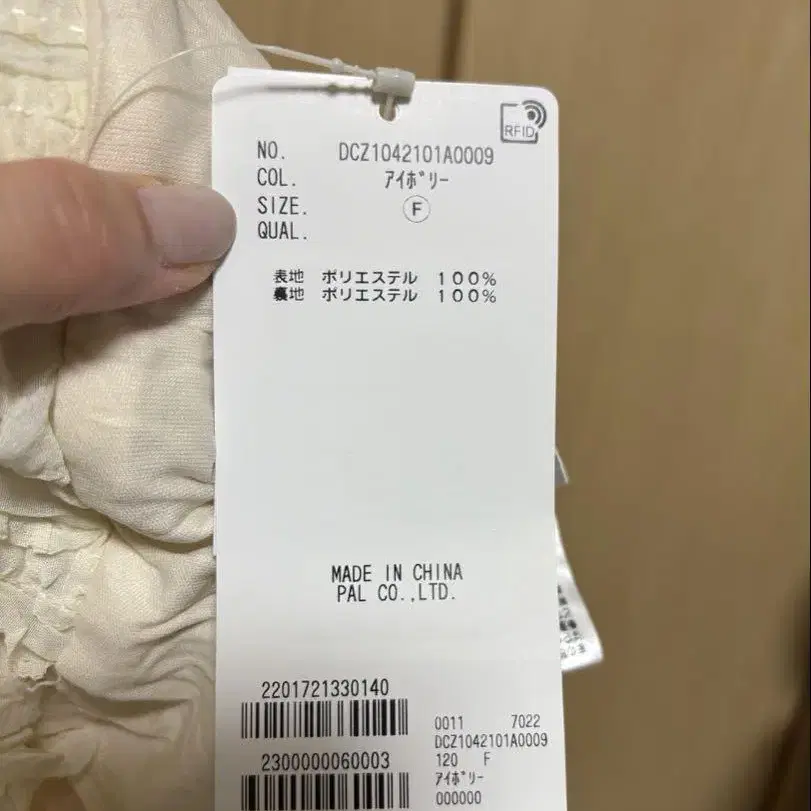 RFID
NO. DCZ1042101A0009
COL. ｱｲﾎﾞﾘｰ
SIZE. Ⓕ
QUAL.
表地 ポリエステル １００％
裏地 ポリエステル １００％
MADE IN CHINA
PAL CO.,LTD.
2201721330140
0011 7022
DCZ1042101A0009
2300000060003
120 F
ｱｲﾎﾞﾘｰ
000000